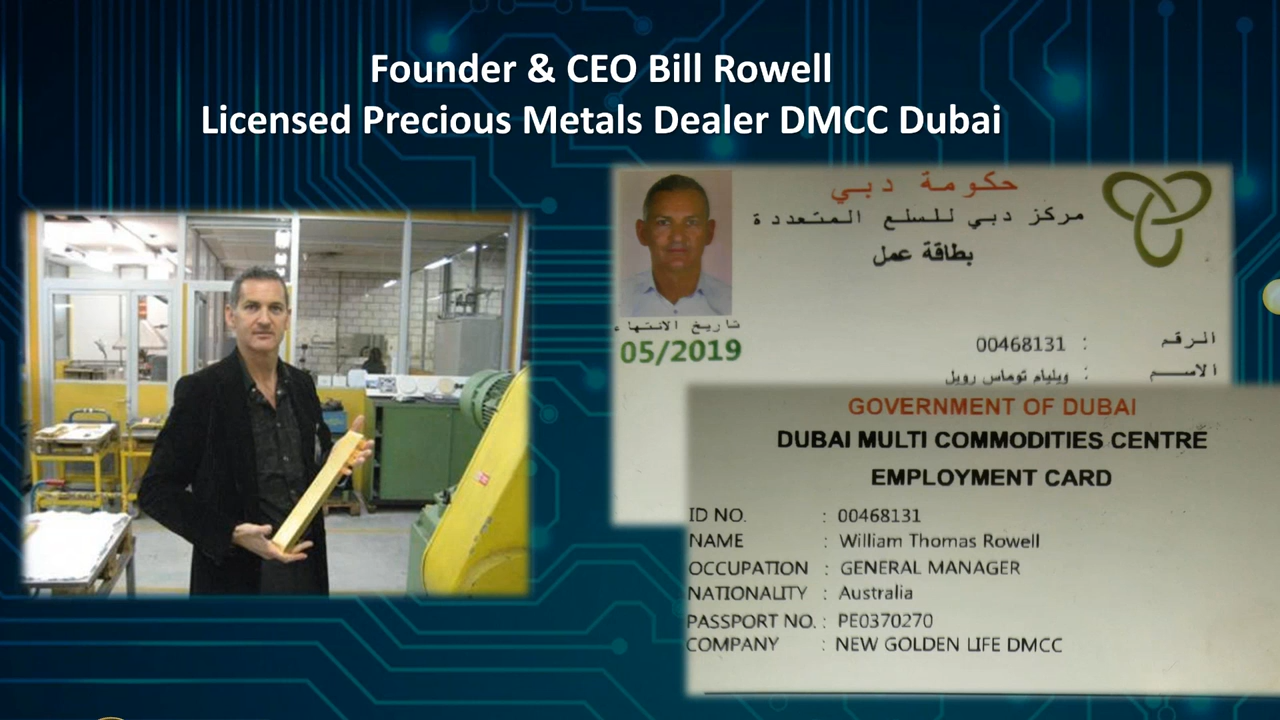 Founder & CEO Bill Rowell
Licensed Precious Metals Dealer DMCC Dubai
حكومة دبي
مركز دبي للسلع المتعددة
بطاقة عمل
تاريخ الانتهاء
05/2019
الرقم : 00468131
الاسم : ويليام توماس رويل
GOVERNMENT OF DUBAI
DUBAI MULTI COMMODITIES CENTRE
EMPLOYMENT CARD
ID NO. : 00468131
NAME : William Thomas Rowell
OCCUPATION : GENERAL MANAGER
NATIONALITY : Australia
PASSPORT NO. : PE0370270
COMPANY : NEW GOLDEN LIFE DMCC